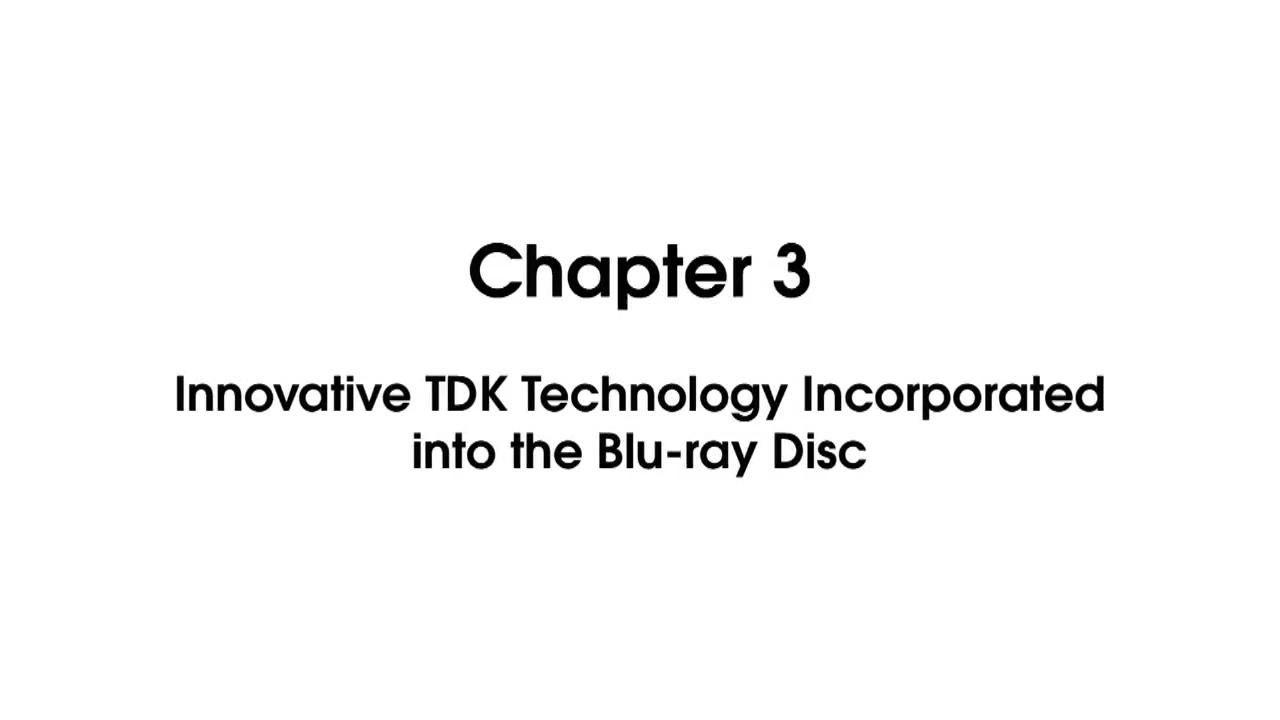 Chapter 3
Innovative TDK Technology Incorporated
into the Blu-ray Disc